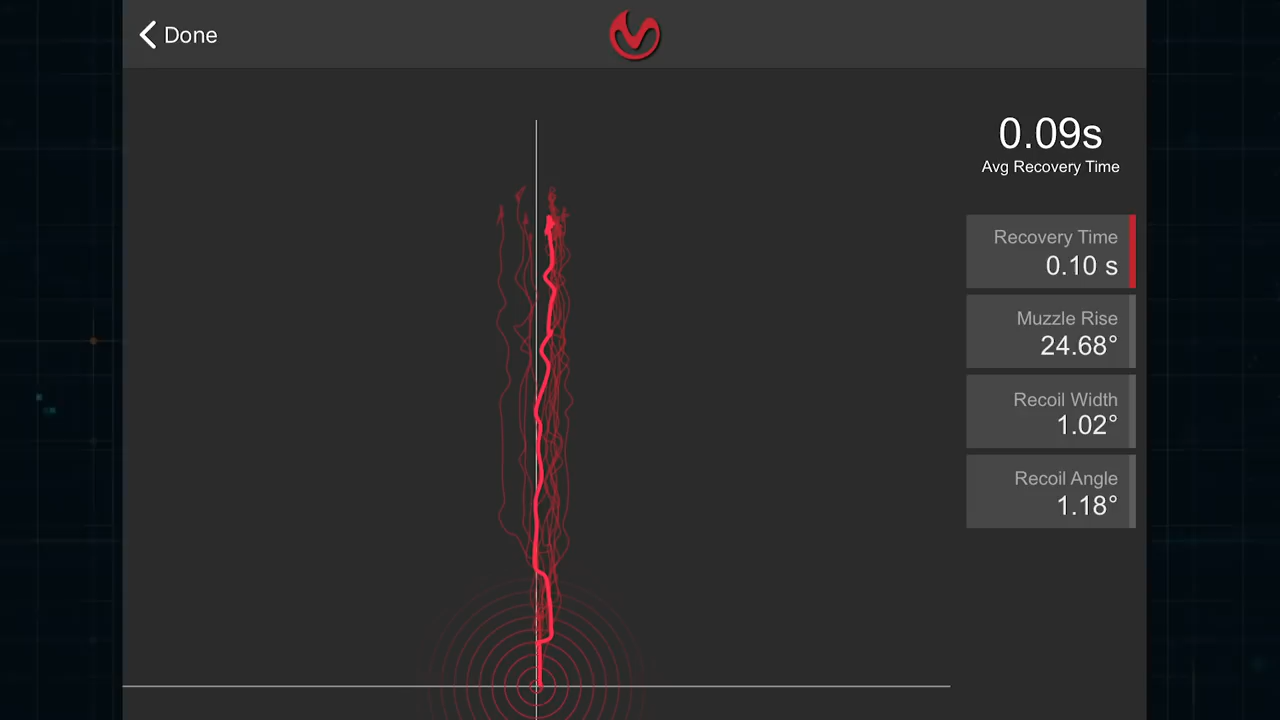 Done
0.09s
Avg Recovery Time
Recovery Time
0.10 s
Muzzle Rise
24.68°
Recoil Width
1.02°
Recoil Angle
1.18°